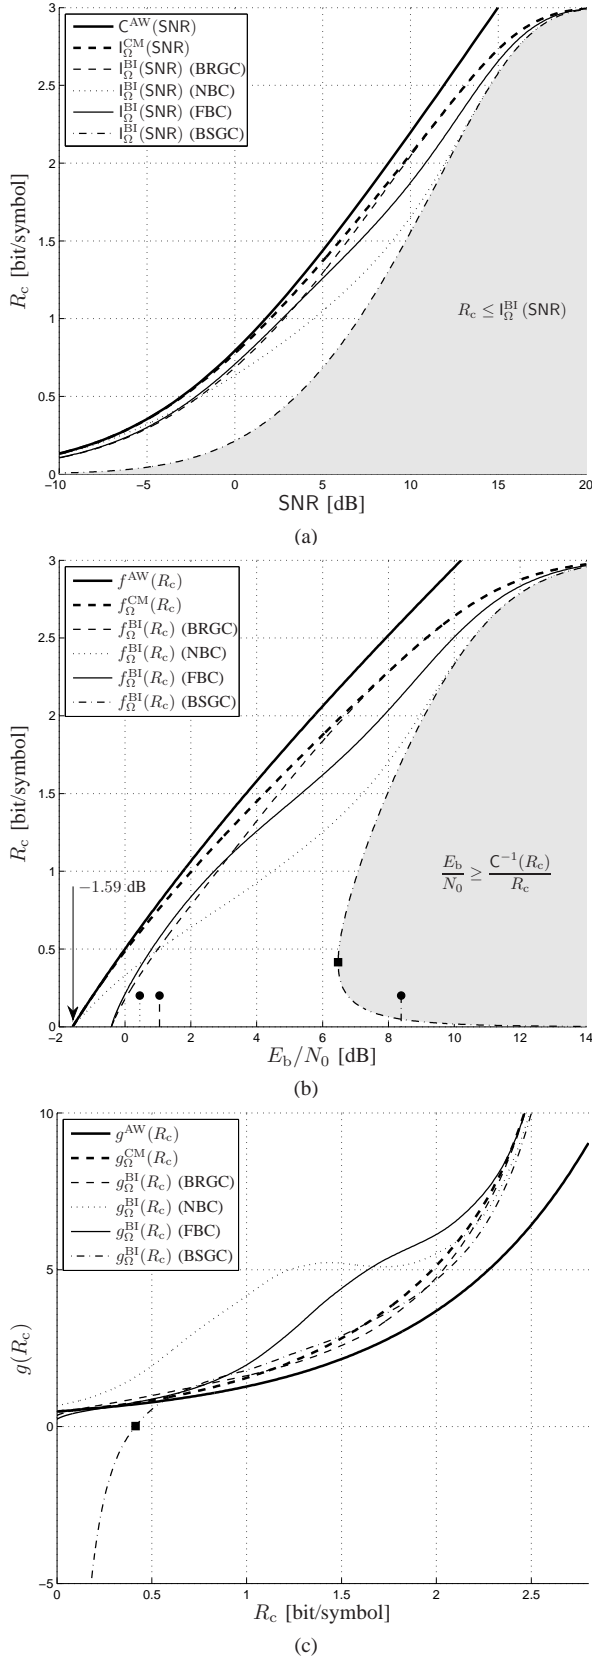 C^AW(SNR)
I_Ω^CM(SNR)
I_Ω^BI(SNR) (BRGC)
I_Ω^BI(SNR) (NBC)
I_Ω^BI(SNR) (FBC)
I_Ω^BI(SNR) (BSGC)
3
2.5
2
1.5
1
0.5
0
R_c [bit/symbol]
R_c ≤ I_Ω^BI(SNR)
−10 −5 0 5 10 15 20
SNR [dB]
(a)
f^AW(R_c)
f_Ω^CM(R_c)
f_Ω^BI(R_c) (BRGC)
f_Ω^BI(R_c) (NBC)
f_Ω^BI(R_c) (FBC)
f_Ω^BI(R_c) (BSGC)
3
2.5
2
1.5
1
0.5
0
R_c [bit/symbol]
E_b/N_0 ≥ C^−1(R_c)/R_c
−1.59 dB
−2 0 2 4 6 8 10 12 14
E_b/N_0 [dB]
(b)
g^AW(R_c)
g_Ω^CM(R_c)
g_Ω^BI(R_c) (BRGC)
g_Ω^BI(R_c) (NBC)
g_Ω^BI(R_c) (FBC)
g_Ω^BI(R_c) (BSGC)
10
5
0
−5
g(R_c)
0 0.5 1 1.5 2 2.5
R_c [bit/symbol]
(c)